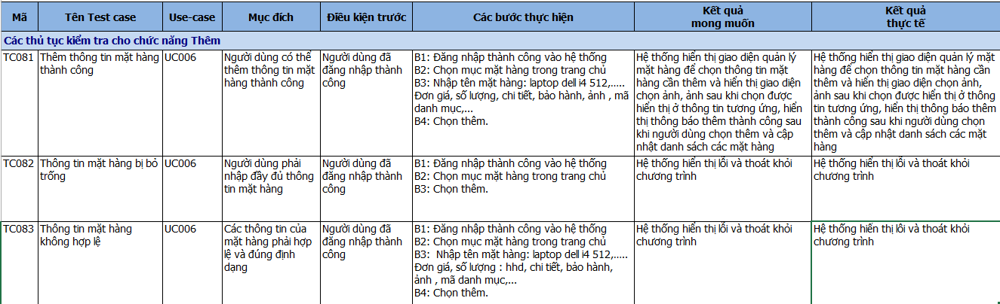 Mã
Tên Test case
Use-case
Mục đích
Điều kiện trước
Các bước thực hiện
Kết quả
mong muốn
Kết quả
thực tế
Các thủ tục kiểm tra cho chức năng Thêm
TC081
Thêm thông tin mặt hàng
thành công
UC006
Người dùng có thể
thêm thông tin mặt
hàng thành công
Người dùng đã
đăng nhập thành
công
B1: Đăng nhập thành công vào hệ thống
B2: Chọn mục mặt hàng trong trang chủ
B3: Nhập tên mặt hàng: laptop dell i4 512,.....
Đơn giá, số lượng, chi tiết, bảo hành, ảnh , mã
danh mục,...
B4: Chọn thêm.
Hệ thống hiển thị giao diện quản lý
mặt hàng để chọn thông tin mặt
hàng cần thêm và hiển thị giao diện
chọn ảnh, ảnh sau khi chọn được
hiển thị ở thông tin tương ứng, hiển
thị thông báo thêm thành công sau
khi người dùng chọn thêm và cập
nhật danh sách các mặt hàng
Hệ thống hiển thị giao diện quản lý mặt
hàng để chọn thông tin mặt hàng cần
thêm và hiển thị giao diện chọn ảnh,
ảnh sau khi chọn được hiển thị ở thông
tin tương ứng, hiển thị thông báo thêm
thành công sau khi người dùng chọn
thêm và cập nhật danh sách các mặt
hàng
TC082
Thông tin mặt hàng bị bỏ
trống
UC006
Người dùng phải
nhập đầy đủ thông
tin mặt hàng
Người dùng đã
đăng nhập thành
công
B1: Đăng nhập thành công vào hệ thống
B2: Chọn mục mặt hàng trong trang chủ
B3: Chọn thêm.
Hệ thống hiển thị lỗi và thoát khỏi
chương trình
Hệ thống hiển thị lỗi và thoát khỏi
chương trình
TC083
Thông tin mặt hàng
không hợp lệ
UC006
Các thông tin của
mặt hàng phải hợp
lệ và đúng định
dạng
Người dùng đã
đăng nhập thành
công
B1: Đăng nhập thành công vào hệ thống
B2: Chọn mục mặt hàng trong trang chủ
B3:  Nhập tên mặt hàng: laptop dell i4 512,.....
Đơn giá, số lượng : hhd, chi tiết, bảo hành,
ảnh , mã danh mục,...
B4: Chọn thêm.
Hệ thống hiển thị lỗi và thoát khỏi
chương trình
Hệ thống hiển thị lỗi và thoát khỏi
chương trình